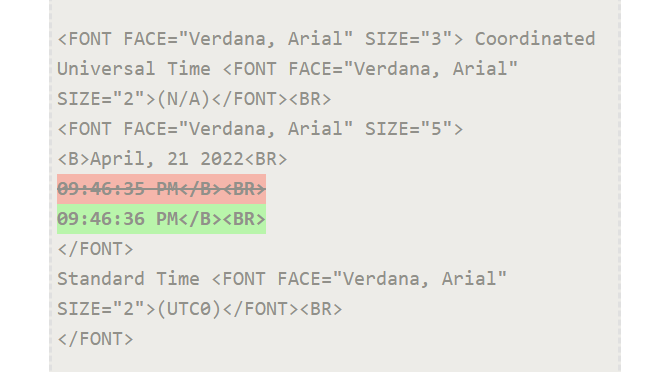 <FONT FACE="Verdana, Arial" SIZE="3"> Coordinated
Universal Time <FONT FACE="Verdana, Arial"
SIZE="2">(N/A)</FONT><BR>
<FONT FACE="Verdana, Arial" SIZE="5">
<B>April, 21 2022<BR>
09:46:35 PM</B><BR>
09:46:36 PM</B><BR>
</FONT>
Standard Time <FONT FACE="Verdana, Arial"
SIZE="2">(UTC0)</FONT><BR>
</FONT>